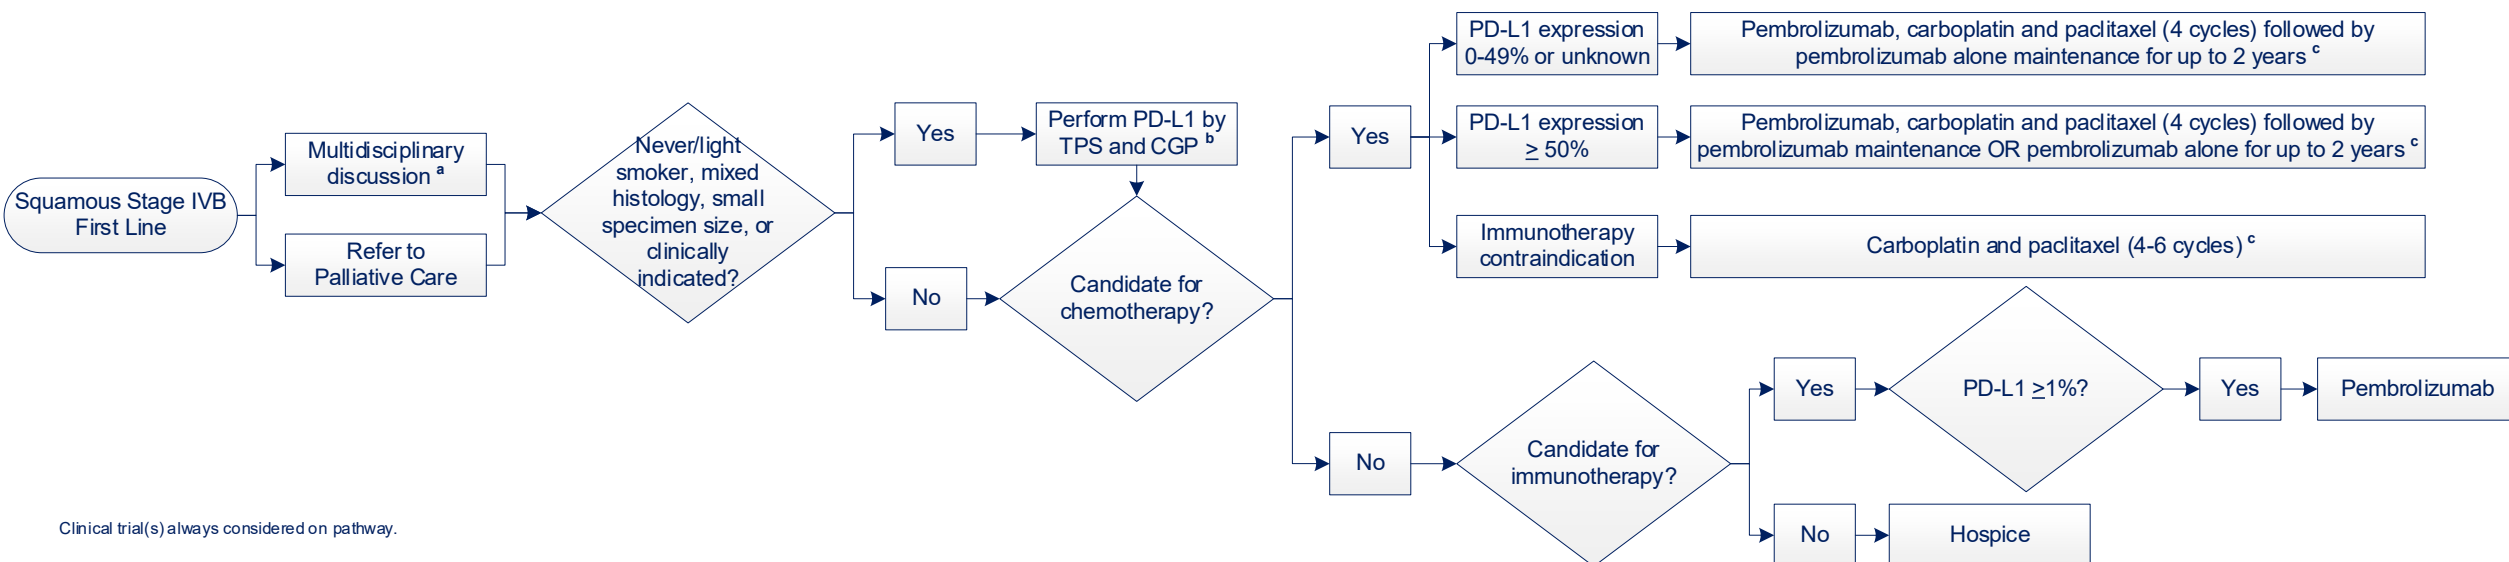 Squamous Stage IVB
First Line
Multidisciplinary
discussion a
Refer to
Palliative Care
Never/light
smoker, mixed
histology, small
specimen size, or
clinically
indicated?
Yes
Perform PD-L1 by
TPS and CGP b
No
Candidate for
chemotherapy?
Yes
PD-L1 expression
0-49% or unknown
Pembrolizumab, carboplatin and paclitaxel (4 cycles) followed by
pembrolizumab alone maintenance for up to 2 years c
PD-L1 expression
≥ 50%
Pembrolizumab, carboplatin and paclitaxel (4 cycles) followed by
pembrolizumab maintenance OR pembrolizumab alone for up to 2 years c
Immunotherapy
contraindication
Carboplatin and paclitaxel (4-6 cycles) c
No
Candidate for
immunotherapy?
Yes
PD-L1 ≥1%?
Yes
Pembrolizumab
No
Hospice
Clinical trial(s) always considered on pathway.